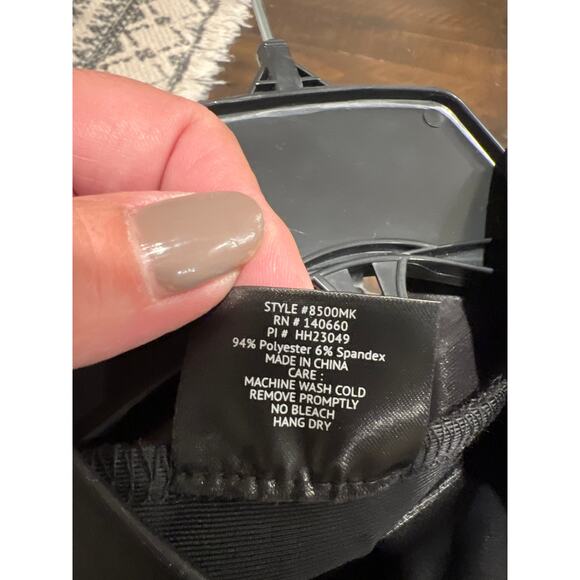 STYLE #8500MK
RN # 140660
PI # HH23049
94% Polyester 6% Spandex
MADE IN CHINA
CARE :
MACHINE WASH COLD
REMOVE PROMPTLY
NO BLEACH
HANG DRY